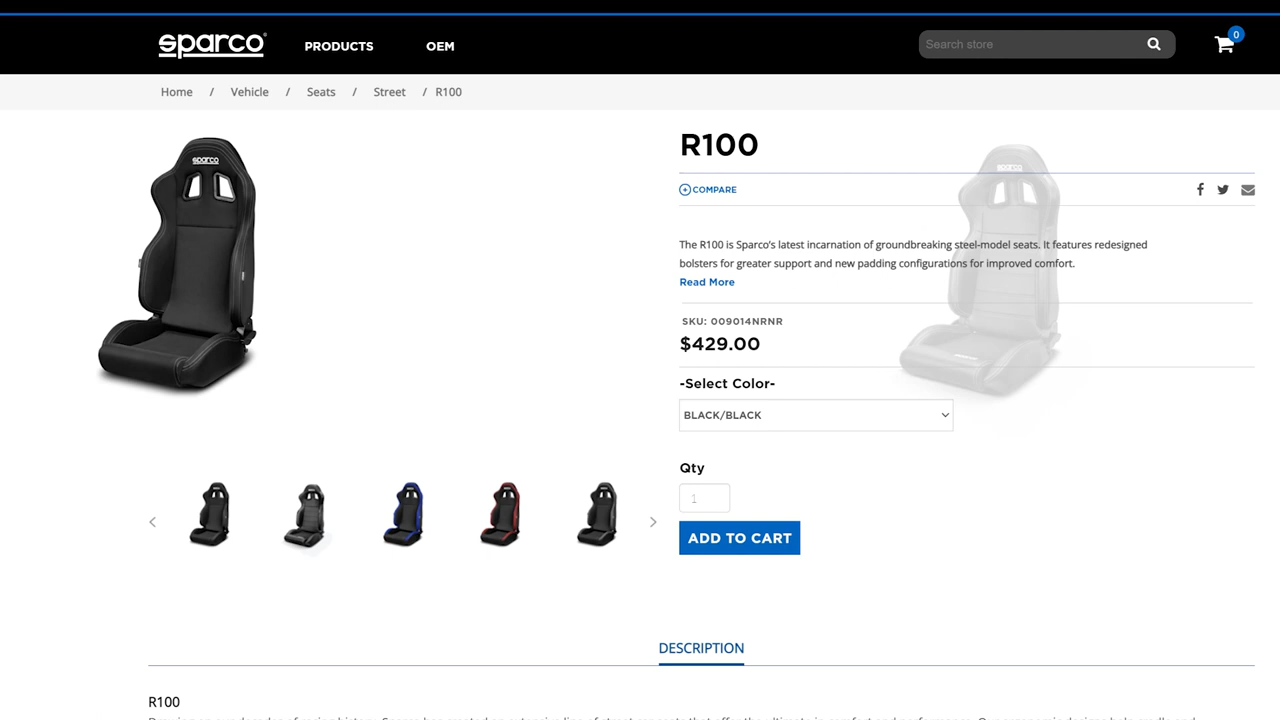 sparco
PRODUCTS
OEM
Search store
0
Home / Vehicle / Seats / Street / R100
sparco
R100
COMPARE
The R100 is Sparco's latest incarnation of groundbreaking steel-model seats. It features redesigned
bolsters for greater support and new padding configurations for improved comfort.
Read More
SKU: 009014NRNR
$429.00
-Select Color-
BLACK/BLACK
Qty
1
ADD TO CART
DESCRIPTION
R100